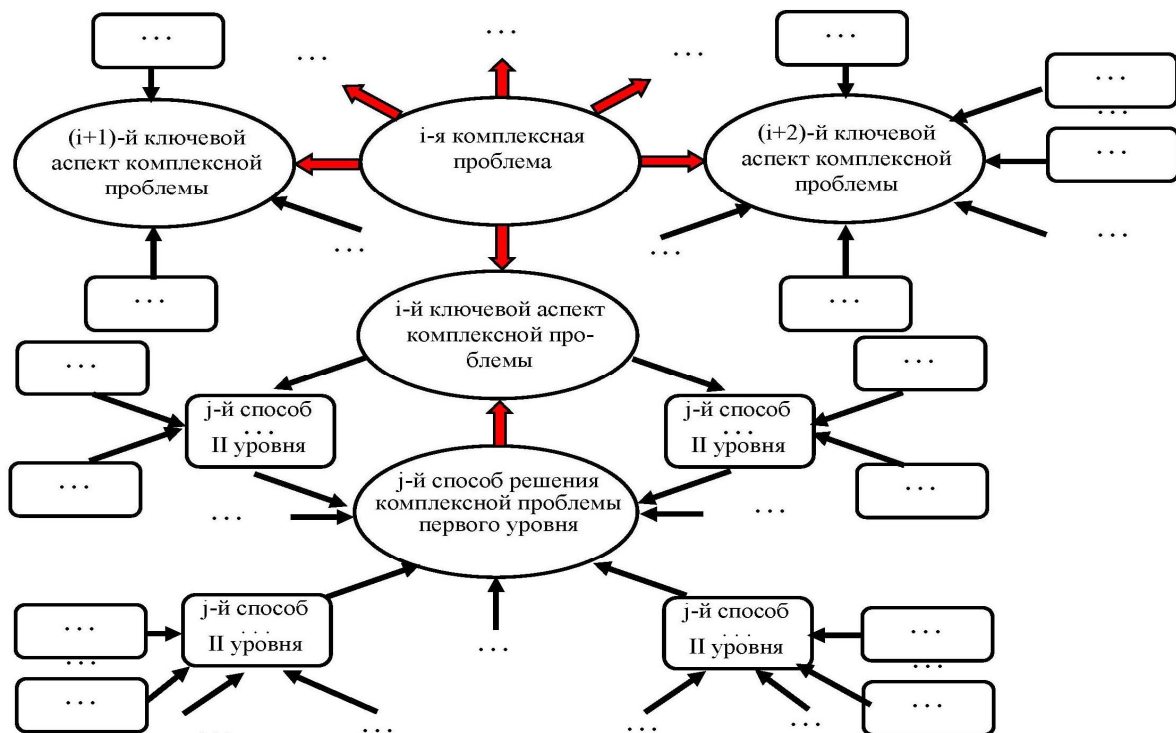 . . .
. . .
. . .
. . .
. . .
. . .
. . .
. . .
(i+1)-й ключевой
аспект комплексной
проблемы
i-я комплексная
проблема
(i+2)-й ключевой
аспект комплексной
проблемы
. . .
. . .
. . .
. . .
. . .
i-й ключевой аспект
комплексной про-
блемы
. . .
. . .
j-й способ
. . .
II уровня
j-й способ
. . .
II уровня
. . .
. . .
j-й способ решения
комплексной проблемы
первого уровня
. . .
. . .
j-й способ
. . .
II уровня
j-й способ
. . .
II уровня
. . .
. . .
. . .
. . .
. . .
. . .
. . .
. . .
. . .
. . .
. . .